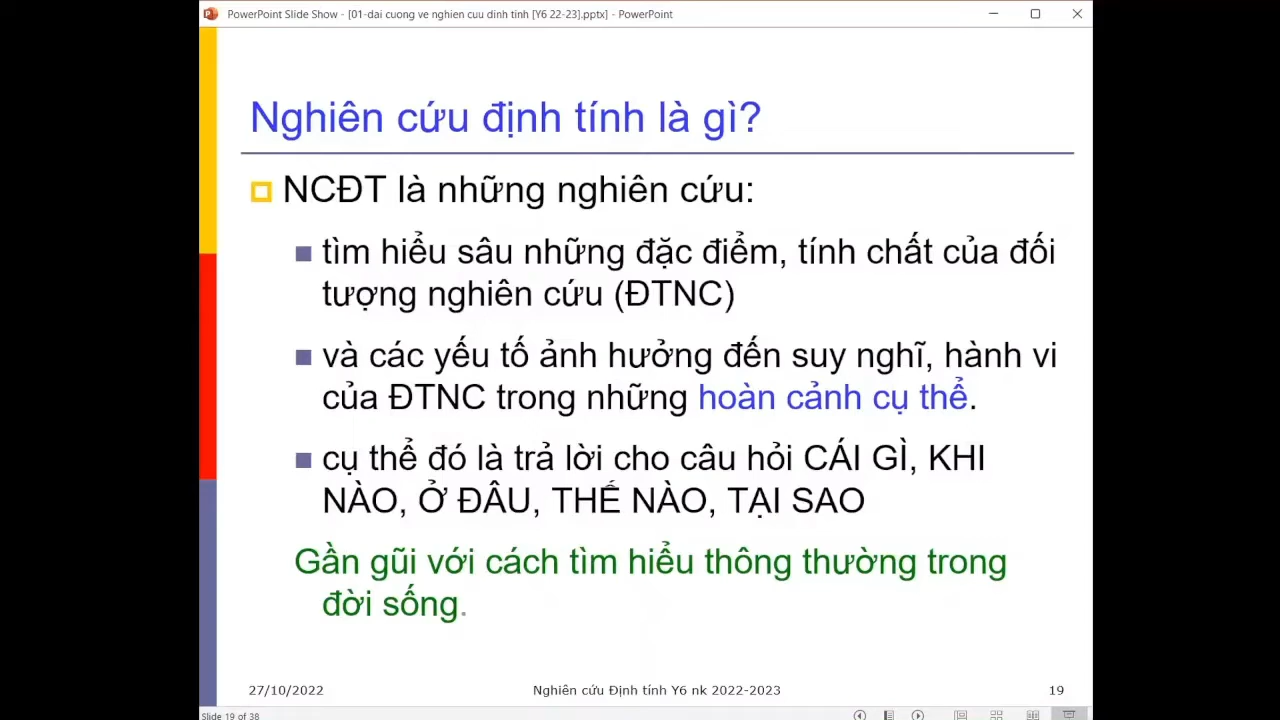 PowerPoint Slide Show - [01-dai cuong ve nghien cuu dinh tinh [Y6 22-23].pptx] - PowerPoint
Nghiên cứu định tính là gì?
NCĐT là những nghiên cứu:
tìm hiểu sâu những đặc điểm, tính chất của đối
tượng nghiên cứu (ĐTNC)
và các yếu tố ảnh hưởng đến suy nghĩ, hành vi
của ĐTNC trong những hoàn cảnh cụ thể.
cụ thể đó là trả lời cho câu hỏi CÁI GÌ, KHI
NÀO, Ở ĐÂU, THẾ NÀO, TẠI SAO
Gần gũi với cách tìm hiểu thông thường trong
đời sống.
27/10/2022 Nghiên cứu Định tính Y6 nk 2022-2023 19
Slide 19 of 38